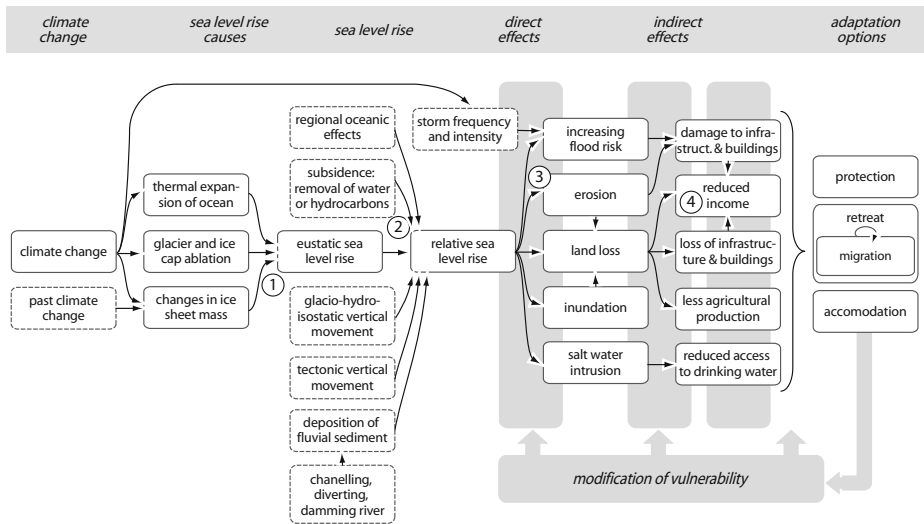 climate
change
sea level rise
causes
sea level rise
direct
effects
indirect
effects
adaptation
options
climate change
past climate
change
thermal expan-
sion of ocean
glacier and ice
cap ablation
changes in ice
sheet mass
1
regional oceanic
effects
subsidence:
removal of water
or hydrocarbons
eustatic sea
level rise
glacio-hydro-
isostatic vertical
movement
tectonic vertical
movement
deposition of
fluvial sediment
chanelling,
diverting,
damming river
storm frequency
and intensity
2
relative sea
level rise
increasing
flood risk
3
erosion
land loss
inundation
salt water
intrusion
damage to infra-
struct. & buildings
4
reduced
income
loss of infrastruc-
ture & buildings
less agricultural
production
reduced access
to drinking water
protection
retreat
migration
accomodation
modification of vulnerability